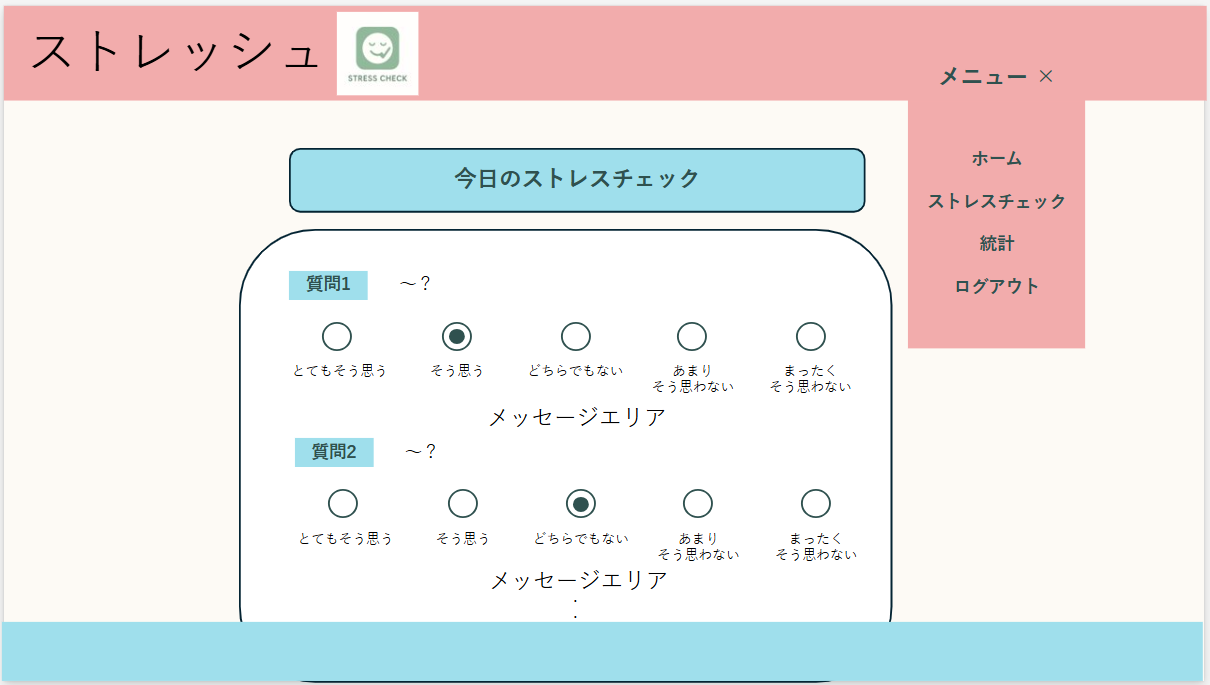 ストレッシュ
STRESS CHECK
メニュー ×
ホーム
ストレスチェック
統計
ログアウト
今日のストレスチェック
質問1 ～？
とてもそう思う
そう思う
どちらでもない
あまり
そう思わない
まったく
そう思わない
メッセージエリア
質問2 ～？
とてもそう思う
そう思う
どちらでもない
あまり
そう思わない
まったく
そう思わない
メッセージエリア
．
．